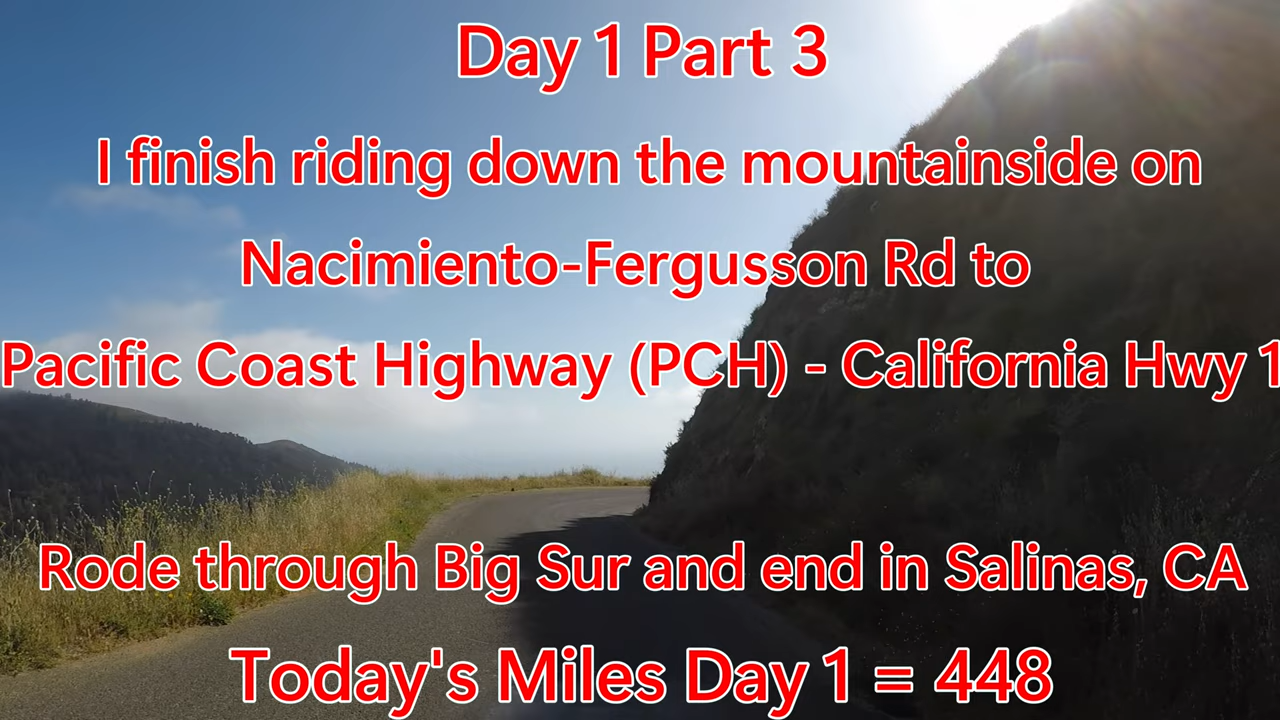 Day 1 Part 3
I finish riding down the mountainside on
Nacimiento-Fergusson Rd to
Pacific Coast Highway (PCH) - California Hwy 1
Rode through Big Sur and end in Salinas, CA
Today's Miles Day 1 = 448